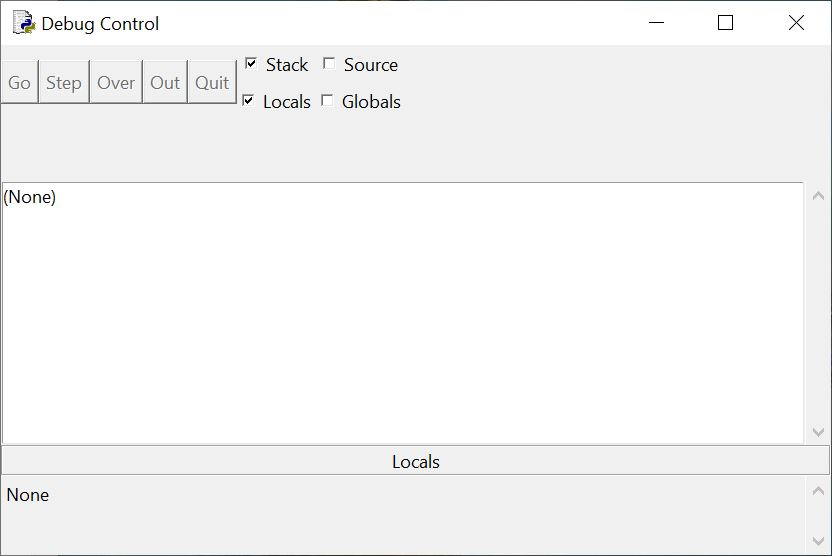 Debug Control
Go Step Over Out Quit
Stack Source
Locals Globals
(None)
Locals
None